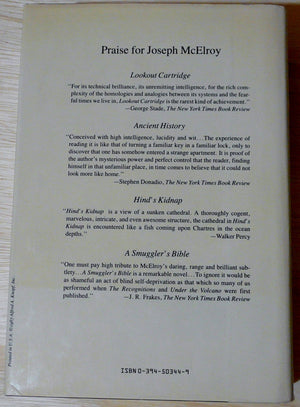 Praise for Joseph McElroy
Lookout Cartridge
“For its technical brilliance, its unremitting intelligence, for the rich com-
plexity of the homologies and analogies between its systems and the fear-
ful times we live in, Lookout Cartridge is the rarest kind of achievement.”
—George Stade, The New York Times Book Review
Ancient History
“Conceived with high intelligence, lucidity and wit. . .The experience of
reading it is like that of turning a familiar key in a familiar lock, only to
discover that one has somehow entered a strange apartment. It is proof of
the author's mysterious power and perfect control that the reader, finding
himself in that unfamiliar place, in time comes to believe that it could not
look more like home.”
—Stephen Donadio, The New York Times Book Review
Hind's Kidnap
“Hind's Kidnap is a view of a sunken cathedral. A thoroughly cogent,
marvelous, intricate, and even awesome structure, the cathedral in Hind's
Kidnap is encountered like a fish coming upon Chartres in the ocean
depths.”
—Walker Percy
A Smuggler's Bible
“One must pay high tribute to McElroy's daring, range and brilliant sub-
tlety. . .A Smuggler's Bible is a remarkable novel. . .To ignore it would be
as shameful an act of blind self-deprivation as that which so many of us
performed when The Recognitions and Under the Volcano were first
published.”
—J. R. Frakes, The New York Times Book Review
Printed in U.S.A.
Alfred A. Knopf, Inc.
ISBN 0-394-50344-9